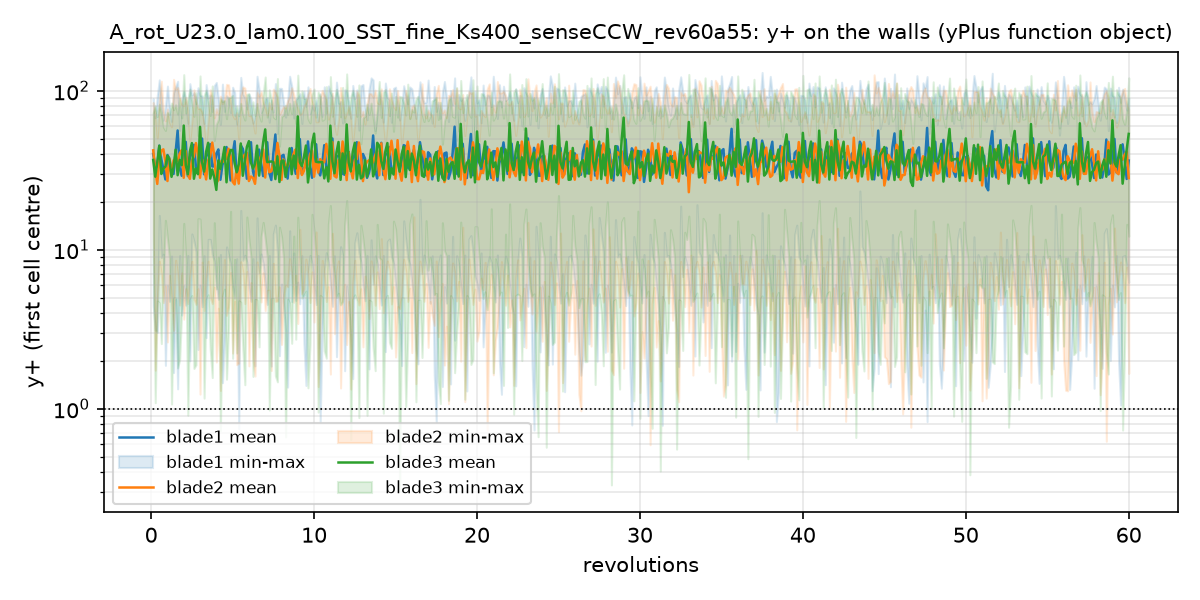 A_rot_U23.0_lam0.100_SST_fine_Ks400_senseCCW_rev60a55: y+ on the walls (yPlus function object)
y+ (first cell centre)
10²
10¹
10⁰
blade1 mean
blade1 min-max
blade2 mean
blade2 min-max
blade3 mean
blade3 min-max
0 10 20 30 40 50 60
revolutions